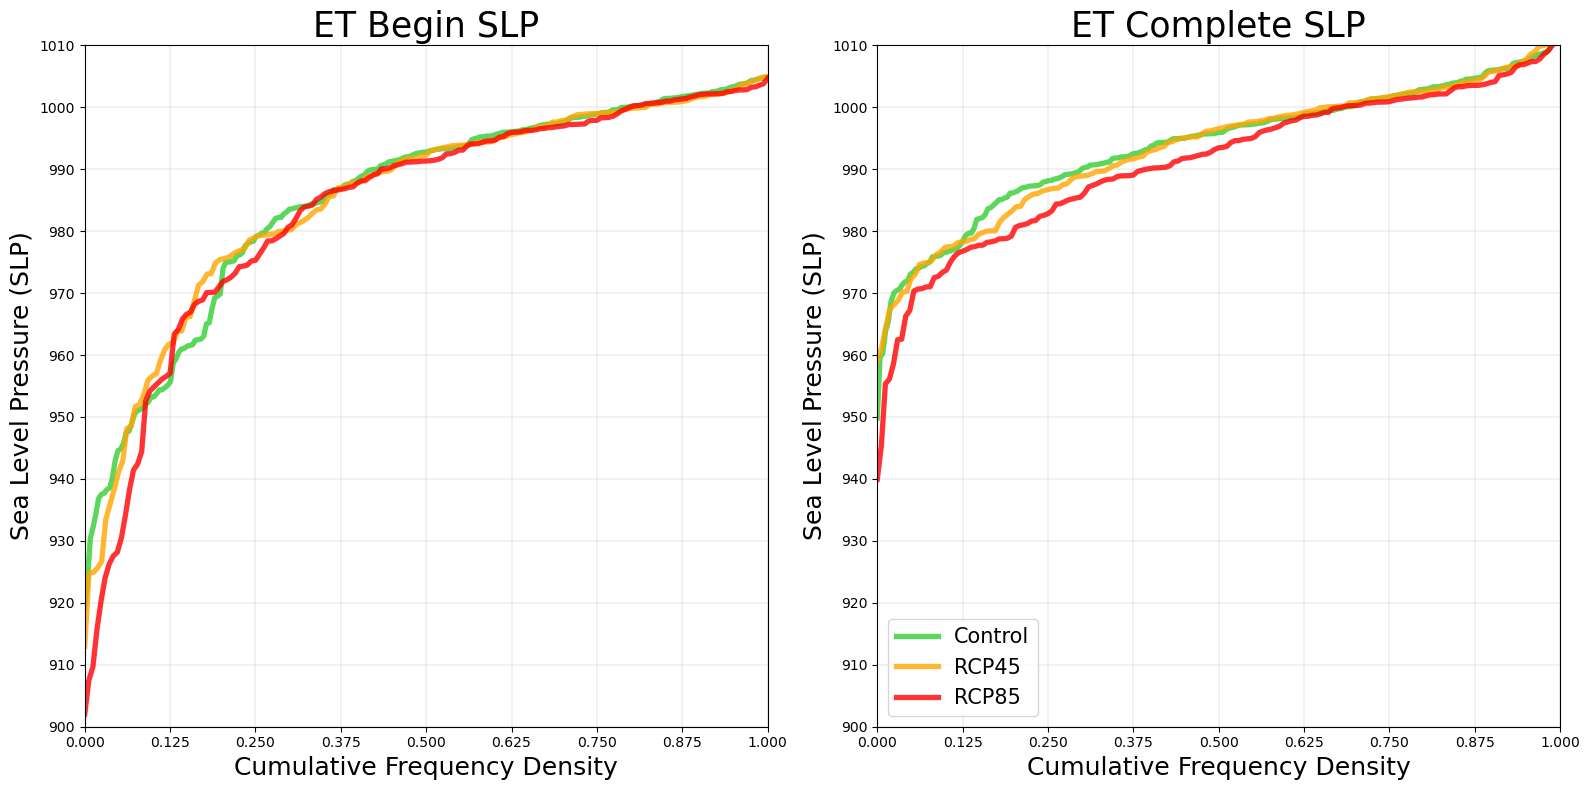 ET Begin SLP
Sea Level Pressure (SLP)
1010
1000
990
980
970
960
950
940
930
920
910
900
0.000 0.125 0.250 0.375 0.500 0.625 0.750 0.875 1.000
Cumulative Frequency Density
ET Complete SLP
Sea Level Pressure (SLP)
1010
1000
990
980
970
960
950
940
930
920
910
900
Control
RCP45
RCP85
0.000 0.125 0.250 0.375 0.500 0.625 0.750 0.875 1.000
Cumulative Frequency Density